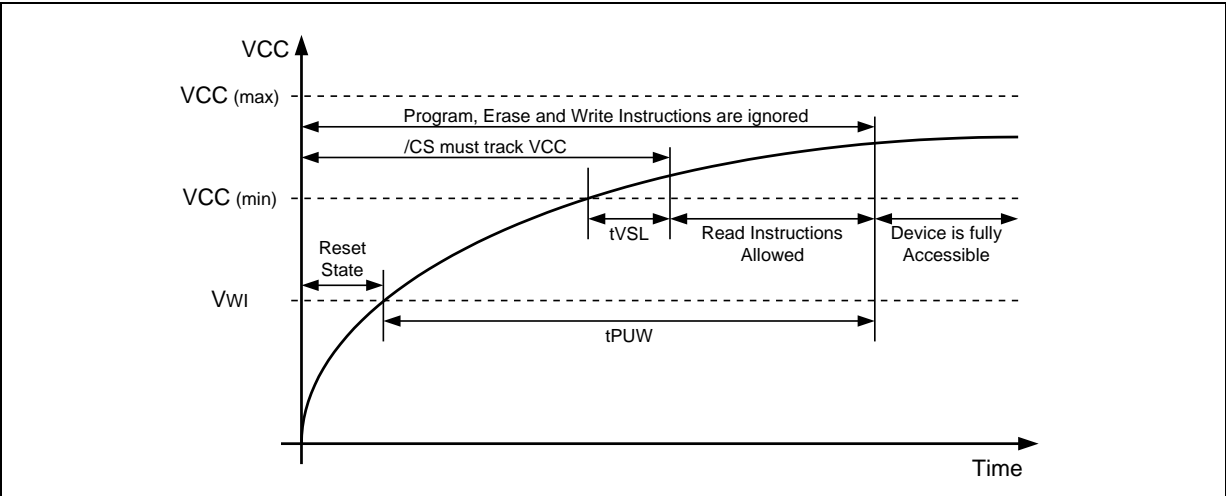 VCC
VCC (max)
Program, Erase and Write Instructions are ignored
/CS must track VCC
VCC (min)
tVSL
Read Instructions
Allowed
Device is fully
Accessible
Reset
State
VWI
tPUW
Time